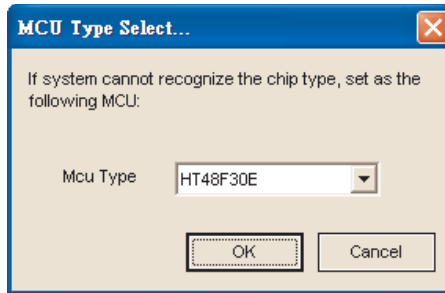 MCU Type Select...
If system cannot recognize the chip type, set as the
following MCU:
Mcu Type HT48F30E
OK Cancel